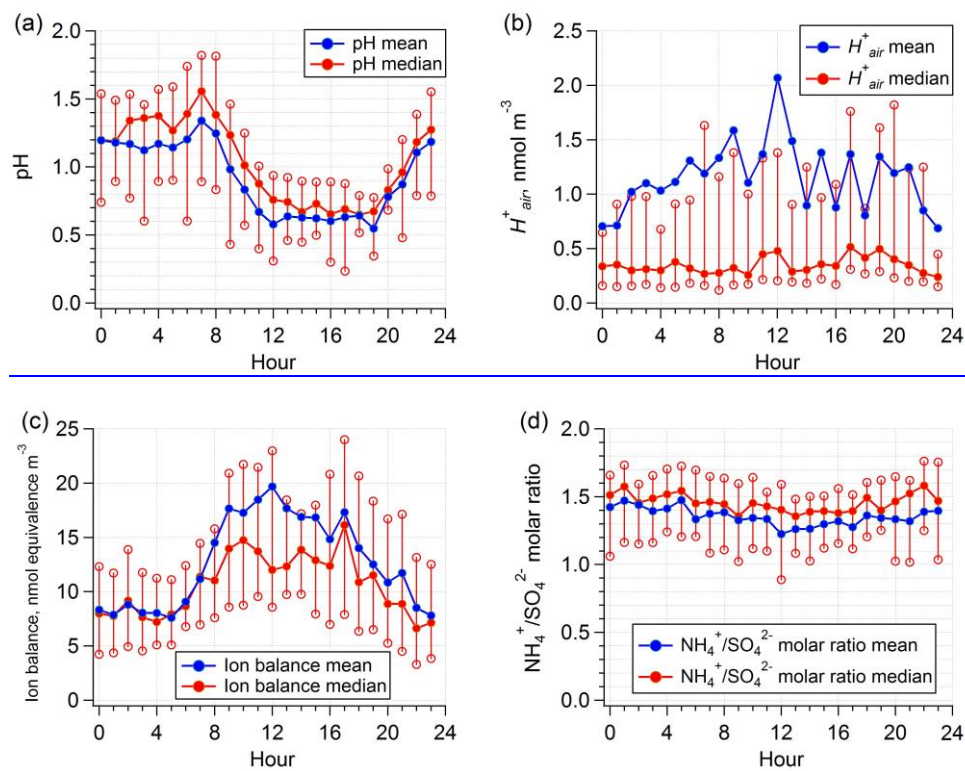 (a)
2.0
1.5
1.0
0.5
0.0
pH
pH mean
pH median
0 4 8 12 16 20 24
Hour
(b)
2.5
2.0
1.5
1.0
0.5
0.0
H⁺air, nmol m⁻³
H⁺air mean
H⁺air median
0 4 8 12 16 20 24
Hour
(c)
25
20
15
10
5
0
Ion balance, nmol equivalence m⁻³
Ion balance mean
Ion balance median
0 4 8 12 16 20 24
Hour
(d)
2.0
1.5
1.0
0.5
0.0
NH₄⁺/SO₄²⁻ molar ratio
NH₄⁺/SO₄²⁻ molar ratio mean
NH₄⁺/SO₄²⁻ molar ratio median
0 4 8 12 16 20 24
Hour